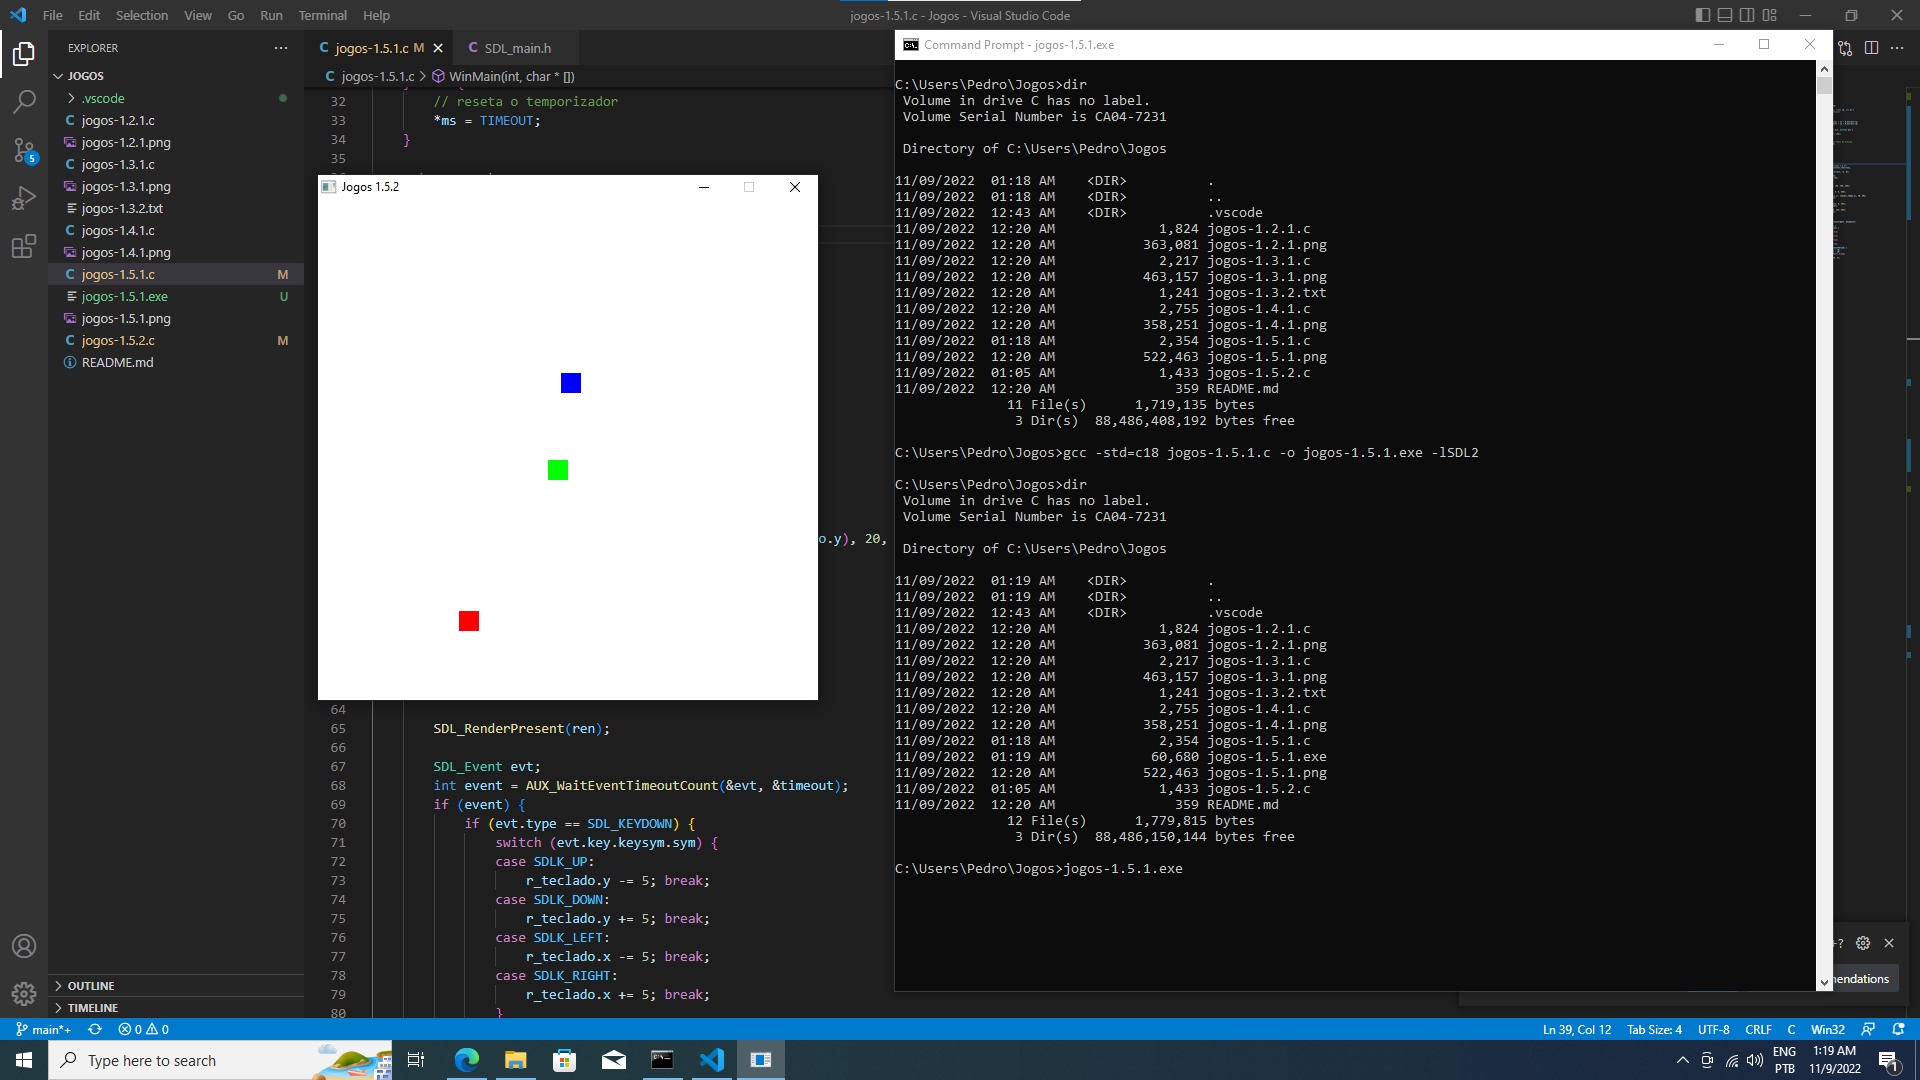 File Edit Selection View Go Run Terminal Help
jogos-1.5.1.c - Jogos - Visual Studio Code
EXPLORER
JOGOS
.vscode
jogos-1.2.1.c
jogos-1.2.1.png
jogos-1.3.1.c
jogos-1.3.1.png
jogos-1.3.2.txt
jogos-1.4.1.c
jogos-1.4.1.png
jogos-1.5.1.c M
jogos-1.5.1.exe U
jogos-1.5.1.png
jogos-1.5.2.c M
README.md
OUTLINE
TIMELINE
5
C jogos-1.5.1.c M
C SDL_main.h
C jogos-1.5.1.c > WinMain(int, char * [])
32 // reseta o temporizador
33 *ms = TIMEOUT;
34 }
35
Jogos 1.5.2
o.y), 20,
64
65 SDL_RenderPresent(ren);
66
67 SDL_Event evt;
68 int event = AUX_WaitEventTimeoutCount(&evt, &timeout);
69 if (event) {
70 if (evt.type == SDL_KEYDOWN) {
71 switch (evt.key.keysym.sym) {
72 case SDLK_UP:
73 r_teclado.y -= 5; break;
74 case SDLK_DOWN:
75 r_teclado.y += 5; break;
76 case SDLK_LEFT:
77 r_teclado.x -= 5; break;
78 case SDLK_RIGHT:
79 r_teclado.x += 5; break;
80 }
Command Prompt - jogos-1.5.1.exe
C:\Users\Pedro\Jogos>dir
Volume in drive C has no label.
Volume Serial Number is CA04-7231
Directory of C:\Users\Pedro\Jogos
11/09/2022 01:18 AM <DIR> .
11/09/2022 01:18 AM <DIR> ..
11/09/2022 12:43 AM <DIR> .vscode
11/09/2022 12:20 AM 1,824 jogos-1.2.1.c
11/09/2022 12:20 AM 363,081 jogos-1.2.1.png
11/09/2022 12:20 AM 2,217 jogos-1.3.1.c
11/09/2022 12:20 AM 463,157 jogos-1.3.1.png
11/09/2022 12:20 AM 1,241 jogos-1.3.2.txt
11/09/2022 12:20 AM 2,755 jogos-1.4.1.c
11/09/2022 12:20 AM 358,251 jogos-1.4.1.png
11/09/2022 01:18 AM 2,354 jogos-1.5.1.c
11/09/2022 12:20 AM 522,463 jogos-1.5.1.png
11/09/2022 01:05 AM 1,433 jogos-1.5.2.c
11/09/2022 12:20 AM 359 README.md
11 File(s) 1,719,135 bytes
3 Dir(s) 88,486,408,192 bytes free
C:\Users\Pedro\Jogos>gcc -std=c18 jogos-1.5.1.c -o jogos-1.5.1.exe -lSDL2
C:\Users\Pedro\Jogos>dir
Volume in drive C has no label.
Volume Serial Number is CA04-7231
Directory of C:\Users\Pedro\Jogos
11/09/2022 01:19 AM <DIR> .
11/09/2022 01:19 AM <DIR> ..
11/09/2022 12:43 AM <DIR> .vscode
11/09/2022 12:20 AM 1,824 jogos-1.2.1.c
11/09/2022 12:20 AM 363,081 jogos-1.2.1.png
11/09/2022 12:20 AM 2,217 jogos-1.3.1.c
11/09/2022 12:20 AM 463,157 jogos-1.3.1.png
11/09/2022 12:20 AM 1,241 jogos-1.3.2.txt
11/09/2022 12:20 AM 2,755 jogos-1.4.1.c
11/09/2022 12:20 AM 358,251 jogos-1.4.1.png
11/09/2022 01:18 AM 2,354 jogos-1.5.1.c
11/09/2022 01:19 AM 60,680 jogos-1.5.1.exe
11/09/2022 12:20 AM 522,463 jogos-1.5.1.png
11/09/2022 01:05 AM 1,433 jogos-1.5.2.c
11/09/2022 12:20 AM 359 README.md
12 File(s) 1,779,815 bytes
3 Dir(s) 88,486,150,144 bytes free
C:\Users\Pedro\Jogos>jogos-1.5.1.exe
+?
endations
main*+ 0 0
Ln 39, Col 12 Tab Size: 4 UTF-8 CRLF C Win32
Type here to search
ENG
PTB
1:19 AM
11/9/2022
1